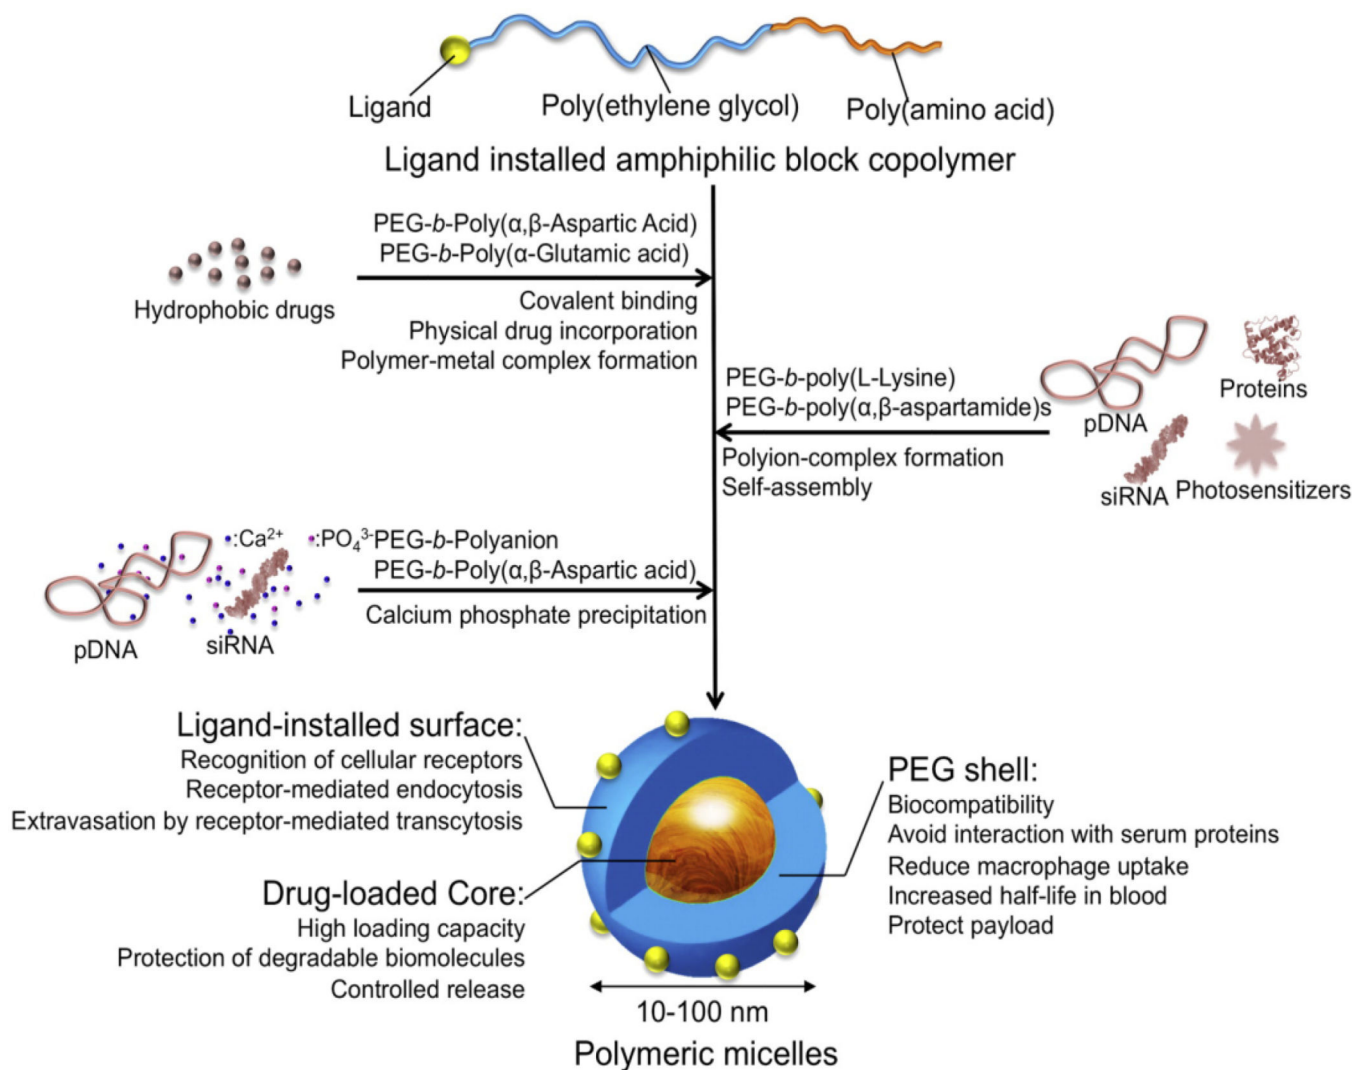 Ligand
Poly(ethylene glycol)
Poly(amino acid)
Ligand installed amphiphilic block copolymer
PEG-b-Poly(α,β-Aspartic Acid)
PEG-b-Poly(α-Glutamic acid)
Hydrophobic drugs
Covalent binding
Physical drug incorporation
Polymer-metal complex formation
PEG-b-poly(L-Lysine)
PEG-b-poly(α,β-aspartamide)s
Proteins
pDNA
Polyion-complex formation
Self-assembly
siRNA
Photosensitizers
:Ca²⁺
:PO₄³⁻
PEG-b-Polyanion
PEG-b-Poly(α,β-Aspartic acid)
Calcium phosphate precipitation
pDNA
siRNA
Ligand-installed surface:
Recognition of cellular receptors
Receptor-mediated endocytosis
Extravasation by receptor-mediated transcytosis
Drug-loaded Core:
High loading capacity
Protection of degradable biomolecules
Controlled release
PEG shell:
Biocompatibility
Avoid interaction with serum proteins
Reduce macrophage uptake
Increased half-life in blood
Protect payload
10-100 nm
Polymeric micelles